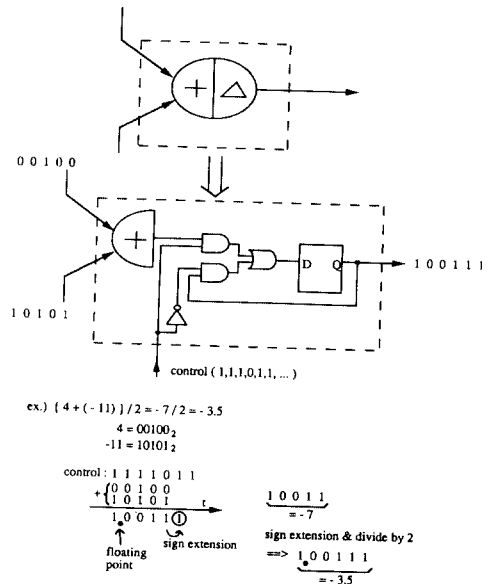 +
0 0 1 0 0
+
D Q
1 0 0 1 1 1
1 0 1 0 1
control ( 1,1,1,0,1,1, ... )
ex.) { 4 + ( - 11) } / 2 = - 7 / 2 = - 3.5
4 = 00100₂
-11 = 10101₂
control : 1 1 1 1 0 1 1
+ { 0 0 1 0 0
1 0 1 0 1
t
1 0 0 1 1 1
floating point
sign extension
1 0 0 1 1
= - 7
sign extension & divide by 2
==> 1 0 0 1 1 1
= - 3.5